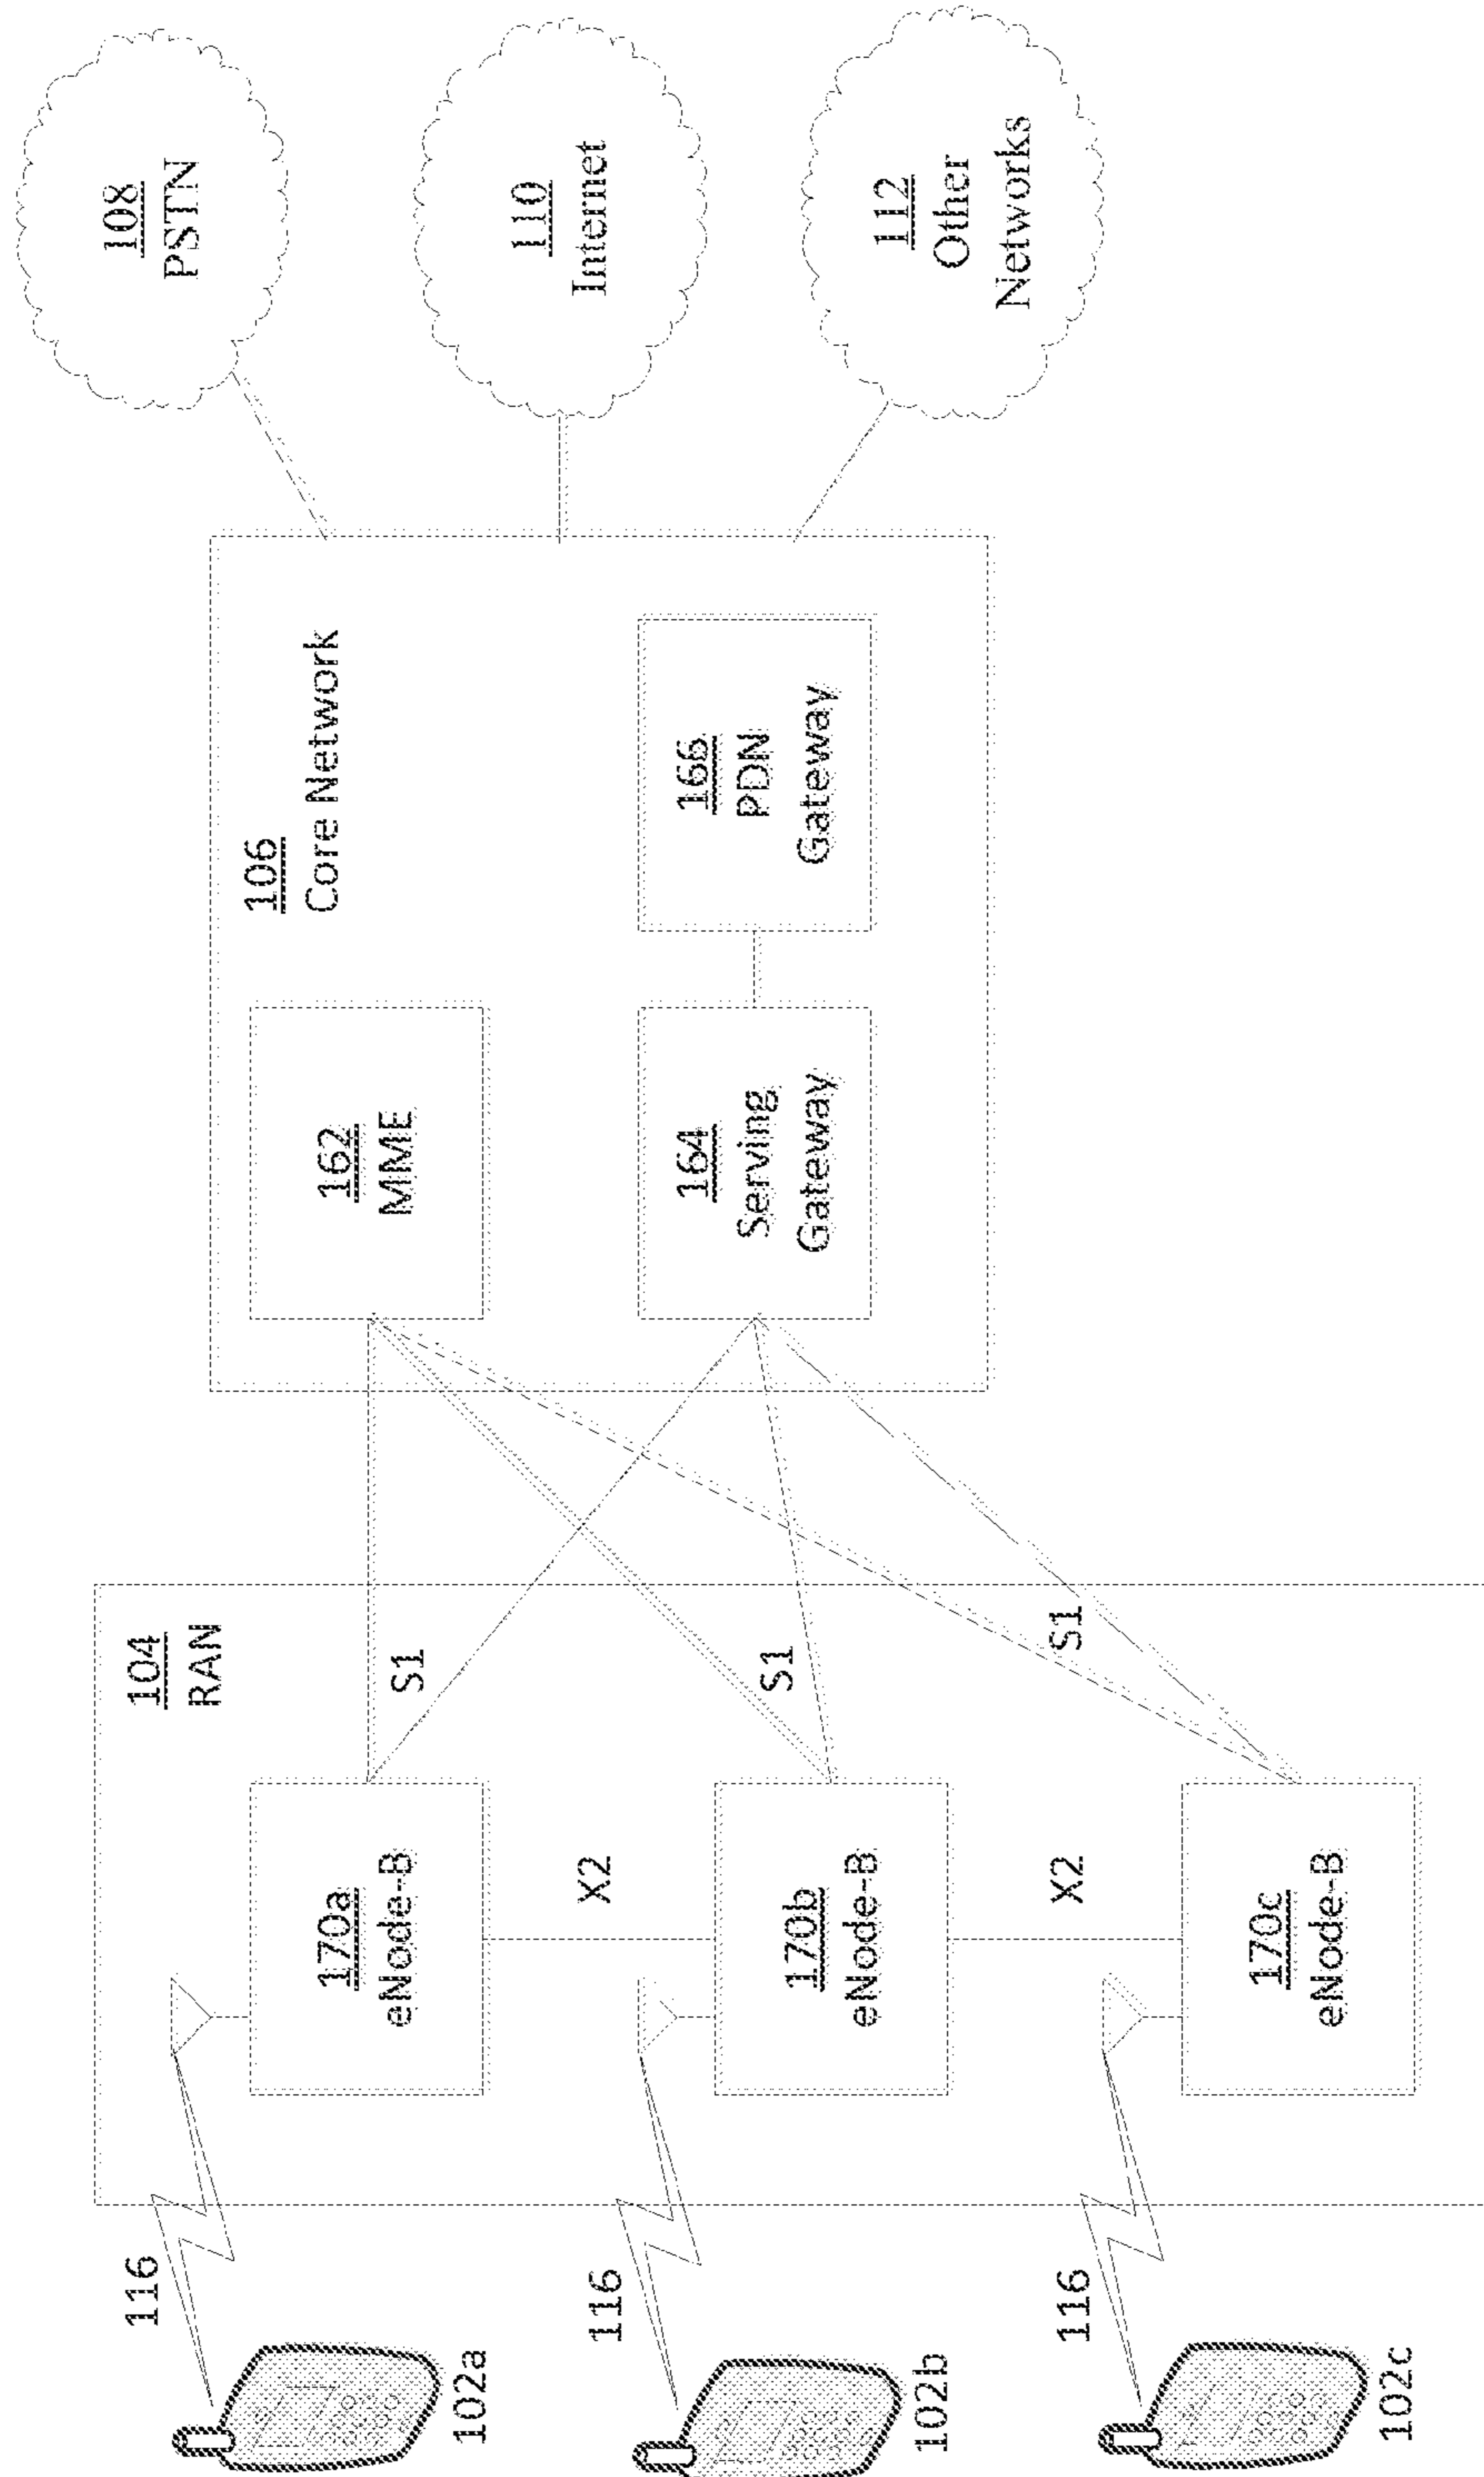 116
102a
116
102b
116
102c
104
RAN
170a
eNode-B
X2
170b
eNode-B
X2
170c
eNode-B
S1
S1
S1
106
Core Network
162
MME
164
Serving
Gateway
166
PDN
Gateway
108
PSTN
110
Internet
112
Other
Networks